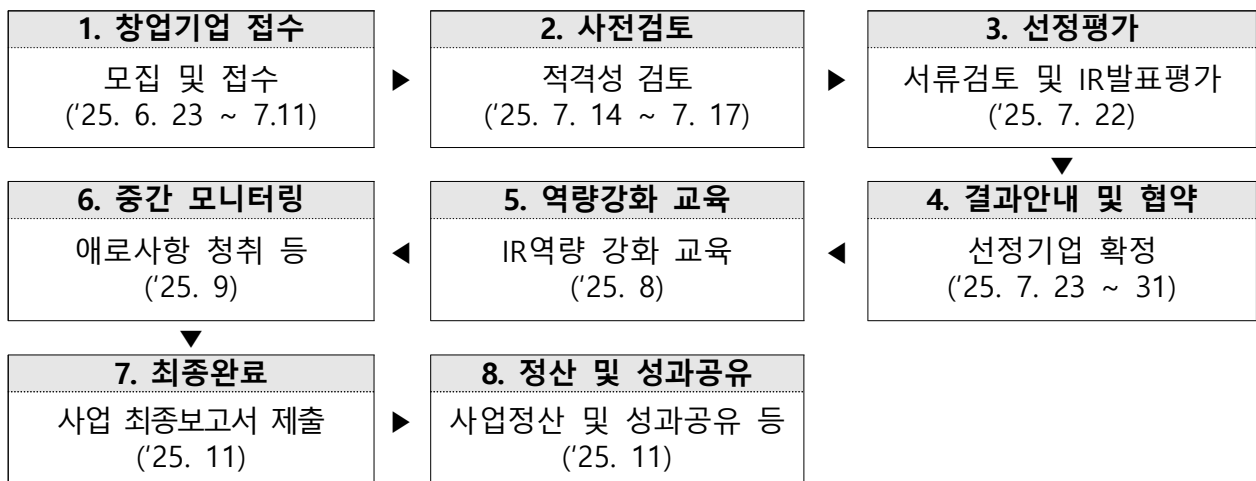 1. 창업기업 접수
모집 및 접수
('25. 6. 23 ~ 7.11)
▶
2. 사전검토
적격성 검토
('25. 7. 14 ~ 7. 17)
▶
3. 선정평가
서류검토 및 IR발표평가
('25. 7. 22)
▼
4. 결과안내 및 협약
선정기업 확정
('25. 7. 23 ~ 31)
◀
5. 역량강화 교육
IR역량 강화 교육
('25. 8)
◀
6. 중간 모니터링
애로사항 청취 등
('25. 9)
▼
7. 최종완료
사업 최종보고서 제출
('25. 11)
▶
8. 정산 및 성과공유
사업정산 및 성과공유 등
('25. 11)